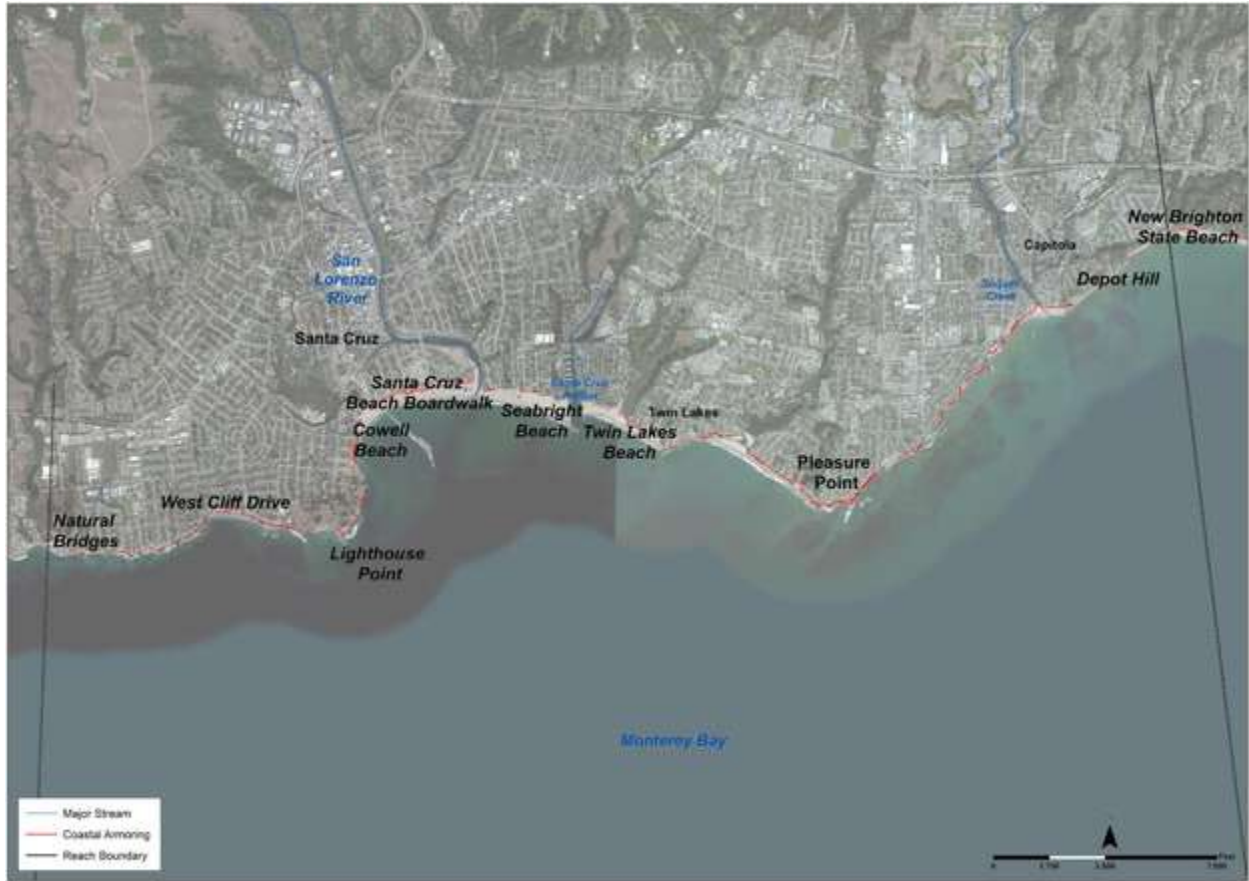 New Brighton
State Beach
Capitola
Depot Hill
San
Lorenzo
River
Santa Cruz
Santa Cruz
Beach Boardwalk
Seabright
Beach
Twin Lakes
Twin Lakes
Beach
Cowell
Beach
Pleasure
Point
West Cliff Drive
Natural
Bridges
Lighthouse
Point
Monterey Bay
Major Stream
Coastal Armoring
Reach Boundary
0